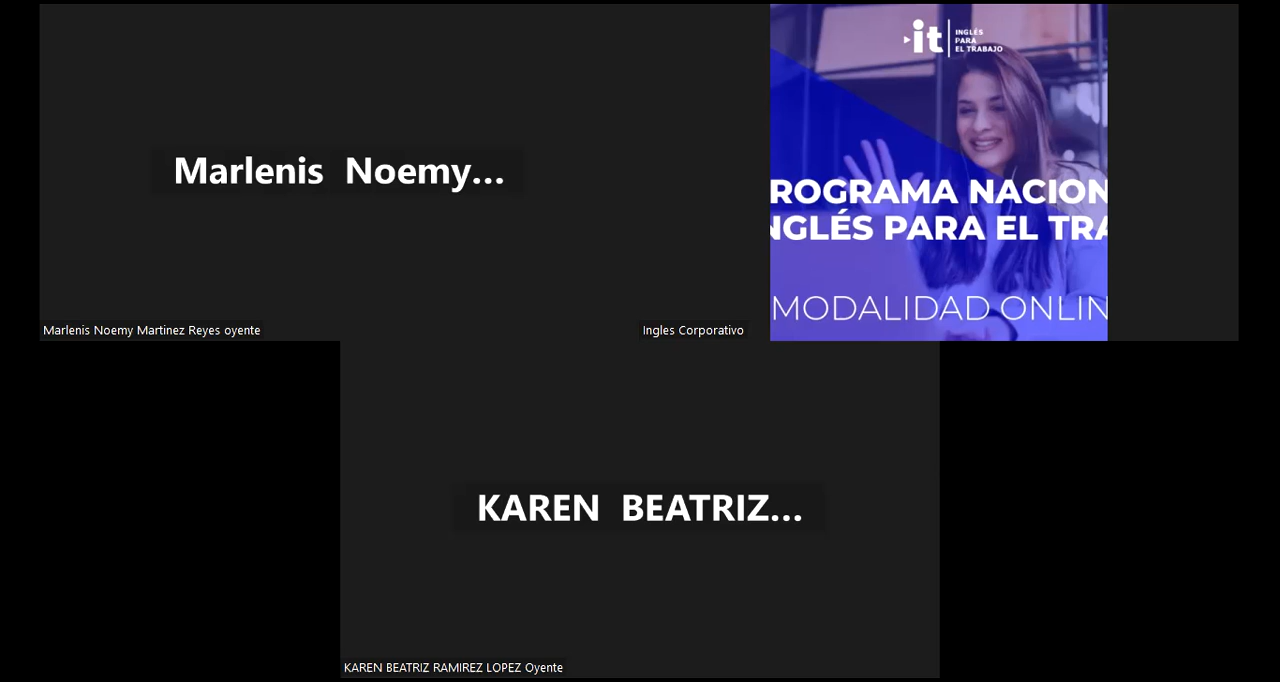 Marlenis Noemy...
Marlenis Noemy Martinez Reyes oyente
it
INGLÉS
PARA
EL TRABAJO
ROGRAMA NACION
NGLÉS PARA EL TRA
MODALIDAD ONLIN
Ingles Corporativo
KAREN BEATRIZ...
KAREN BEATRIZ RAMIREZ LOPEZ Oyente